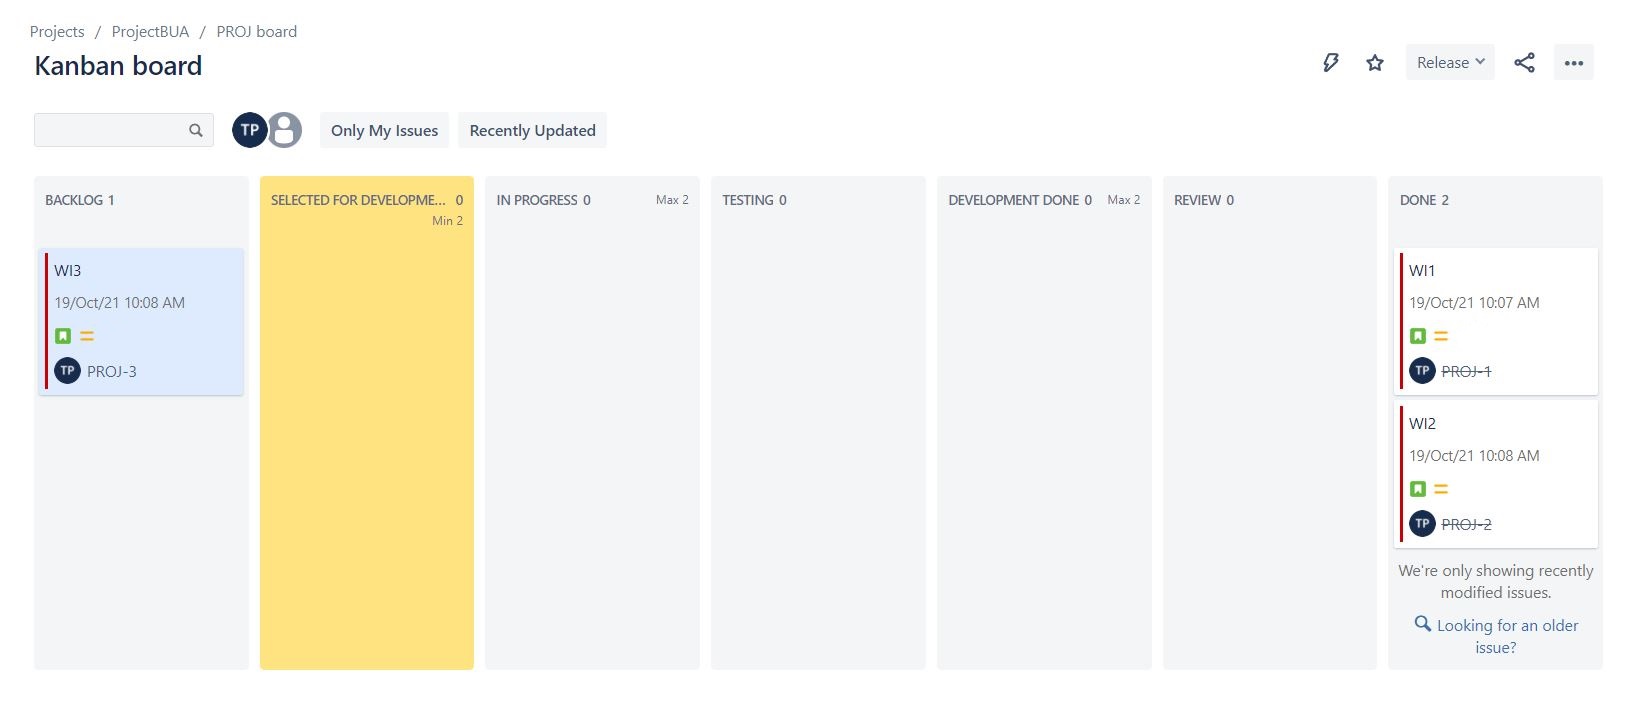 Projects / ProjectBUA / PROJ board
Kanban board
Release
TP
Only My Issues
Recently Updated
BACKLOG 1
WI3
19/Oct/21 10:08 AM
TP PROJ-3
SELECTED FOR DEVELOPME... 0
Min 2
IN PROGRESS 0 Max 2
TESTING 0
DEVELOPMENT DONE 0 Max 2
REVIEW 0
DONE 2
WI1
19/Oct/21 10:07 AM
TP PROJ-1
WI2
19/Oct/21 10:08 AM
TP PROJ-2
We're only showing recently
modified issues.
Looking for an older
issue?